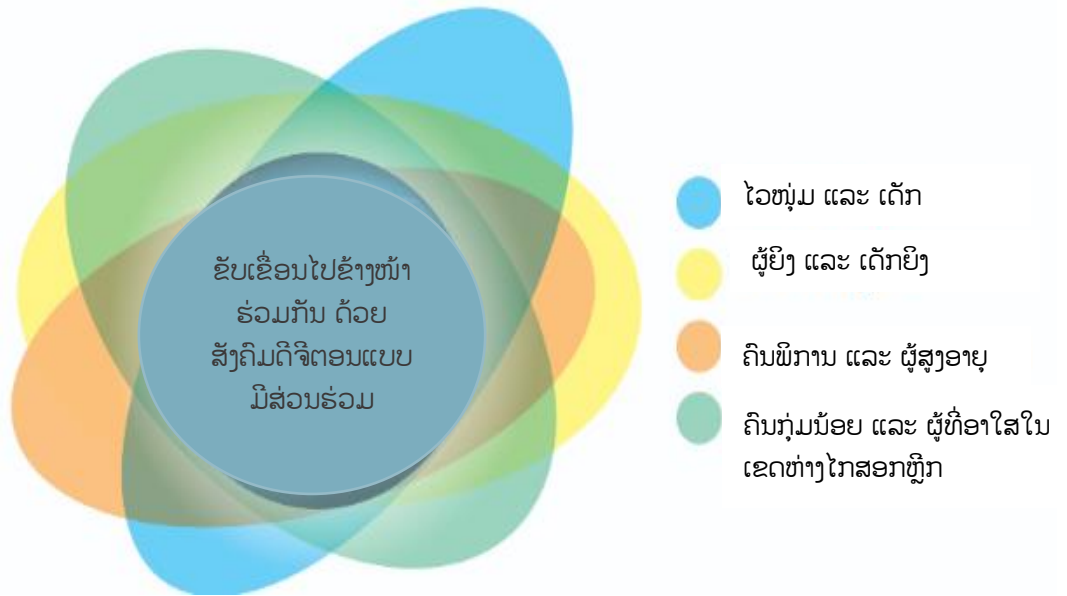 ຂັບເຂື່ອນໄປຂ້າງໜ້າ
ຮ່ວມກັນ ດ້ວຍ
ສັງຄົມດີຈີຕອນແບບ
ມີສ່ວນຮ່ວມ
ໄວໜຸ່ມ ແລະ ເດັກ
ຜູ້ຍິງ ແລະ ເດັກຍິງ
ຄົນພິການ ແລະ ຜູ້ສູງອາຍຸ
ຄົນກຸ່ມນ້ອຍ ແລະ ຜູ້ທີ່ອາໃສໃນ
ເຂດຫ່າງໄກສອກຫຼີກ